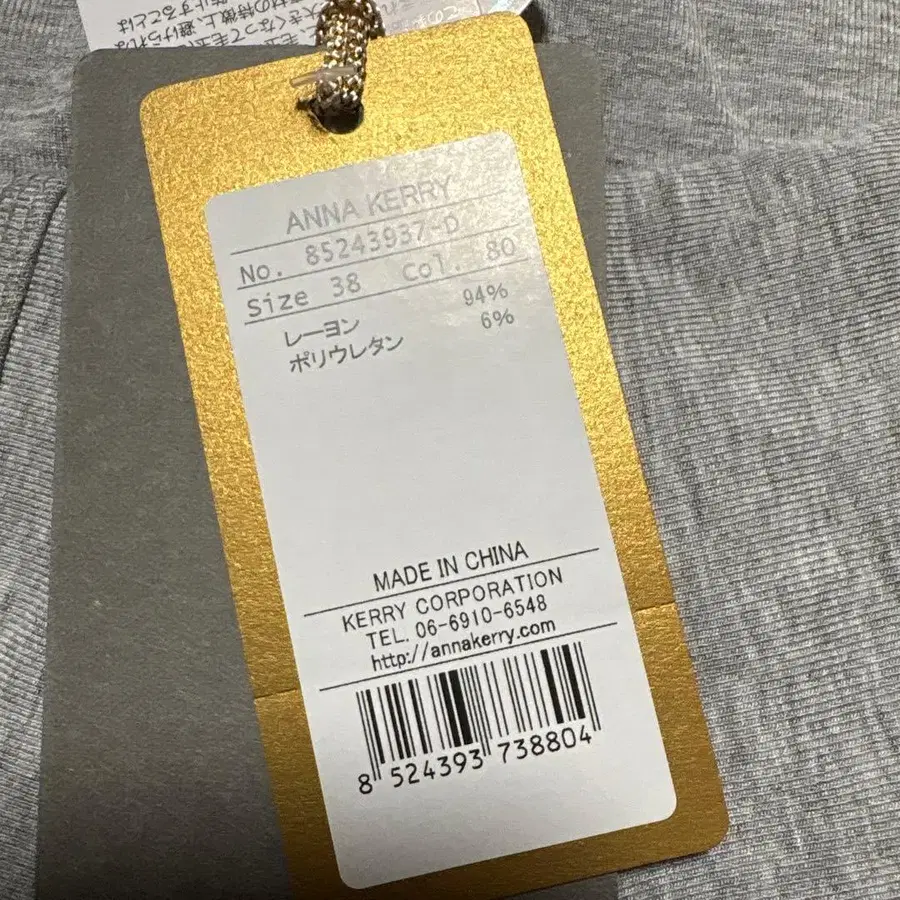 ANNA KERRY
No. 85243937-D
Size 38 Col. 80
レーヨン 94%
ポリウレタン 6%
MADE IN CHINA
KERRY CORPORATION
TEL. 06-6910-6548
http://annakerry.com
8 524393 738804